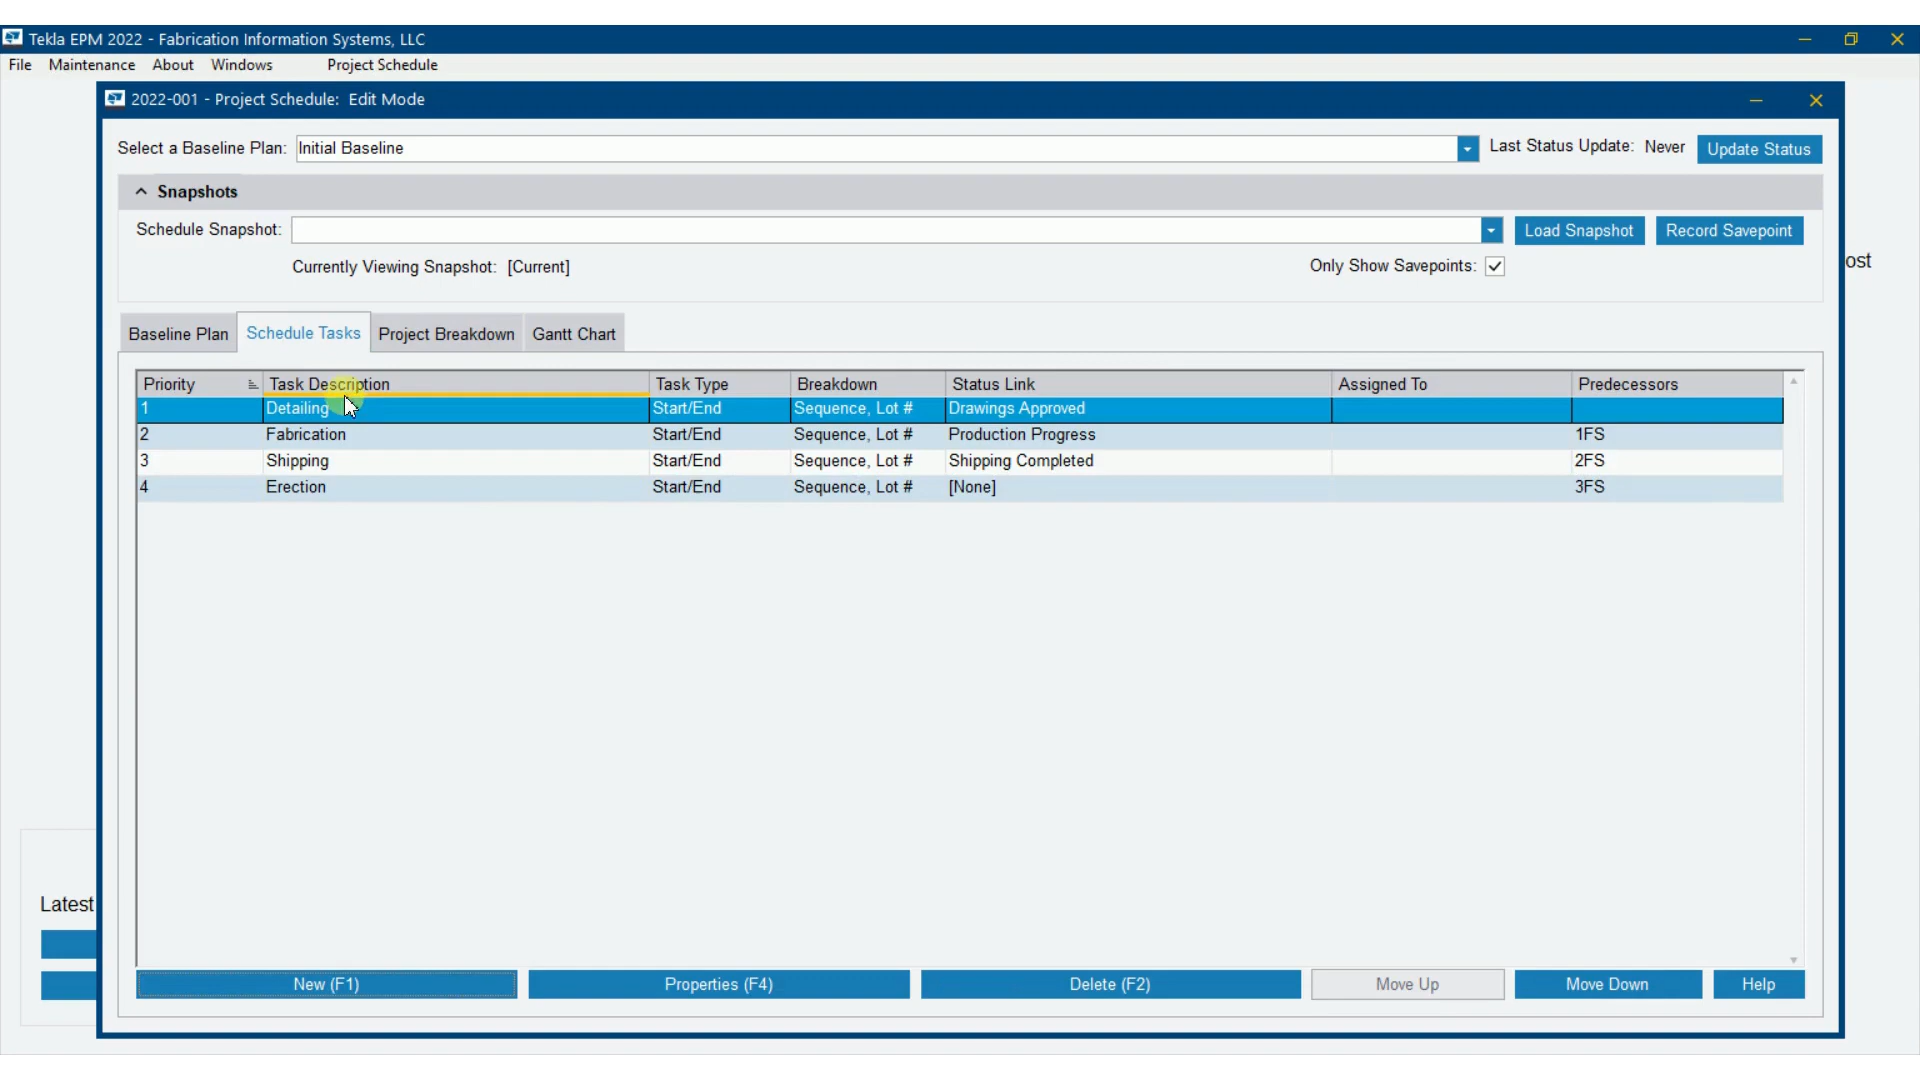 Tekla EPM 2022 - Fabrication Information Systems, LLC
File Maintenance About Windows Project Schedule
2022-001 - Project Schedule: Edit Mode
Select a Baseline Plan: Initial Baseline Last Status Update: Never Update Status
Snapshots
Schedule Snapshot: Load Snapshot Record Savepoint
Currently Viewing Snapshot: [Current] Only Show Savepoints:
ost
Baseline Plan Schedule Tasks Project Breakdown Gantt Chart
Priority Task Description Task Type Breakdown Status Link Assigned To Predecessors
1 Detailing Start/End Sequence, Lot # Drawings Approved
2 Fabrication Start/End Sequence, Lot # Production Progress 1FS
3 Shipping Start/End Sequence, Lot # Shipping Completed 2FS
4 Erection Start/End Sequence, Lot # [None] 3FS
Latest
New (F1) Properties (F4) Delete (F2) Move Up Move Down Help